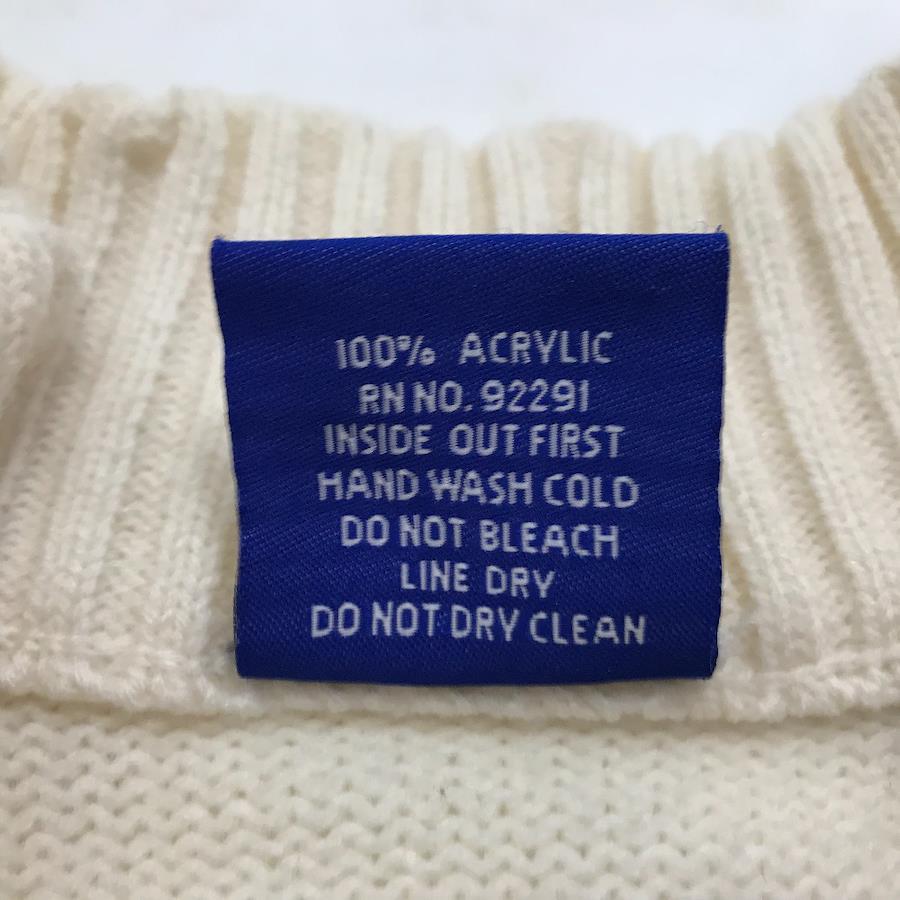 100% ACRYLIC
RN NO. 92291
INSIDE OUT FIRST
HAND WASH COLD
DO NOT BLEACH
LINE DRY
DO NOT DRY CLEAN